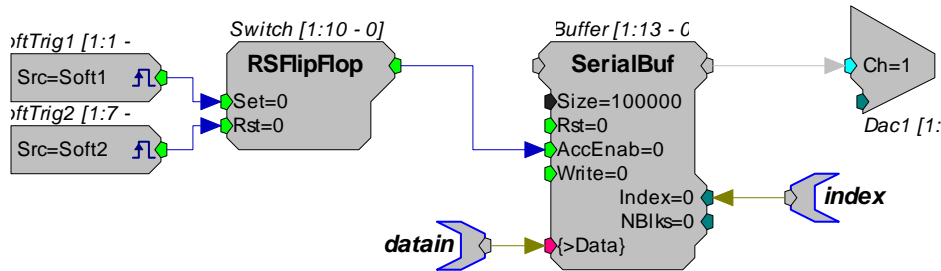 oftTrig1 [1:1 -
Src=Soft1
oftTrig2 [1:7 -
Src=Soft2
Switch [1:10 - 0]
RSFlipFlop
Set=0
Rst=0
Buffer [1:13 - 0
SerialBuf
Size=100000
Rst=0
AccEnab=0
Write=0
Index=0
NBlks=0
{>Data}
datain
index
Ch=1
Dac1 [1: